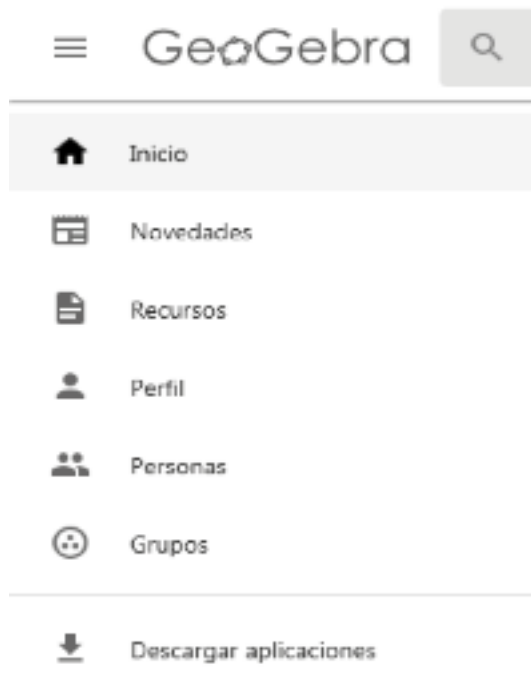 GeoGebra
Inicio
Novedades
Recursos
Perfil
Personas
Grupos
Descargar aplicaciones